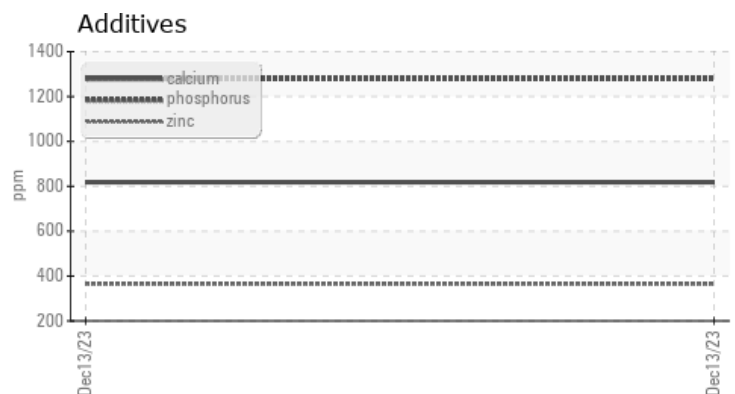 Additives
1400
1200
1000
800
600
400
200
ppm
calcium
phosphorus
zinc
Dec13/23
Dec13/23